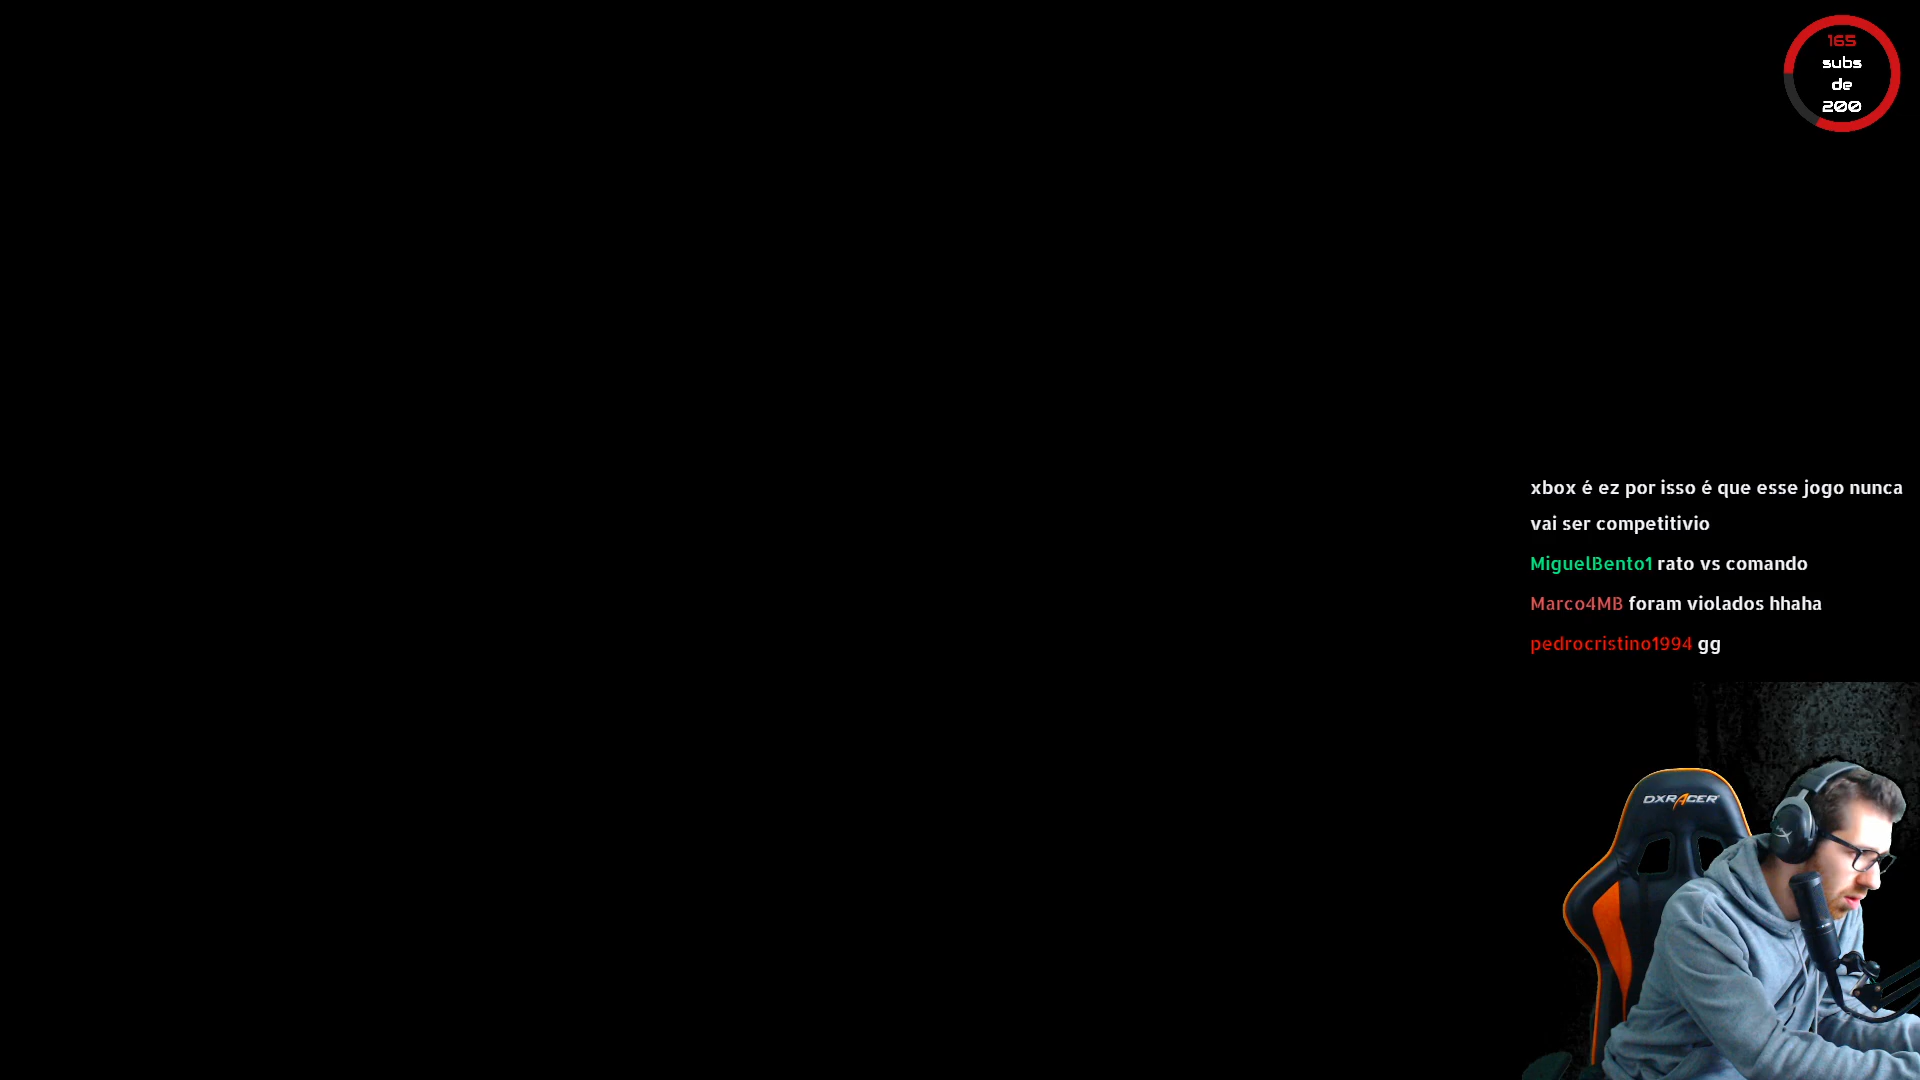 165
subs
de
200
xbox é ez por isso é que esse jogo nunca
vai ser competitivio
MiguelBento1 rato vs comando
Marco4MB foram violados hhaha
pedrocristino1994 gg
DXRACER